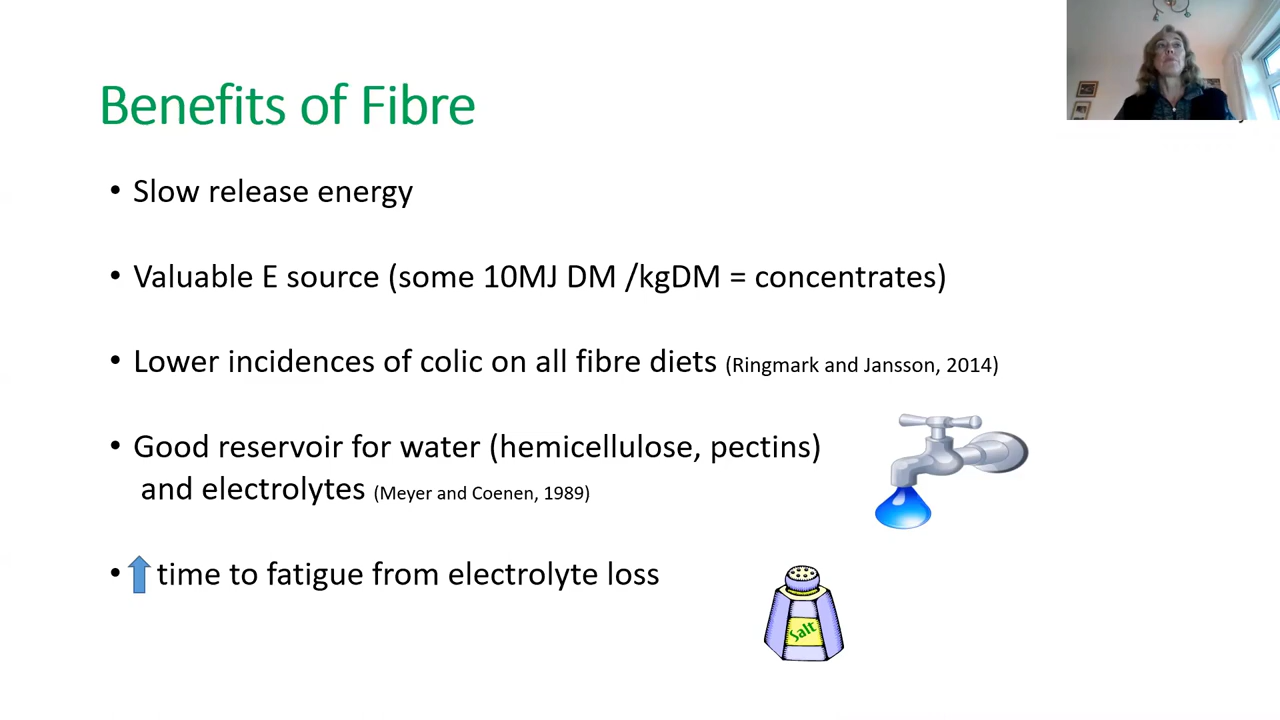 Benefits of Fibre
• Slow release energy
• Valuable E source (some 10MJ DM /kgDM = concentrates)
• Lower incidences of colic on all fibre diets (Ringmark and Jansson, 2014)
• Good reservoir for water (hemicellulose, pectins)
and electrolytes (Meyer and Coenen, 1989)
• time to fatigue from electrolyte loss
Salt